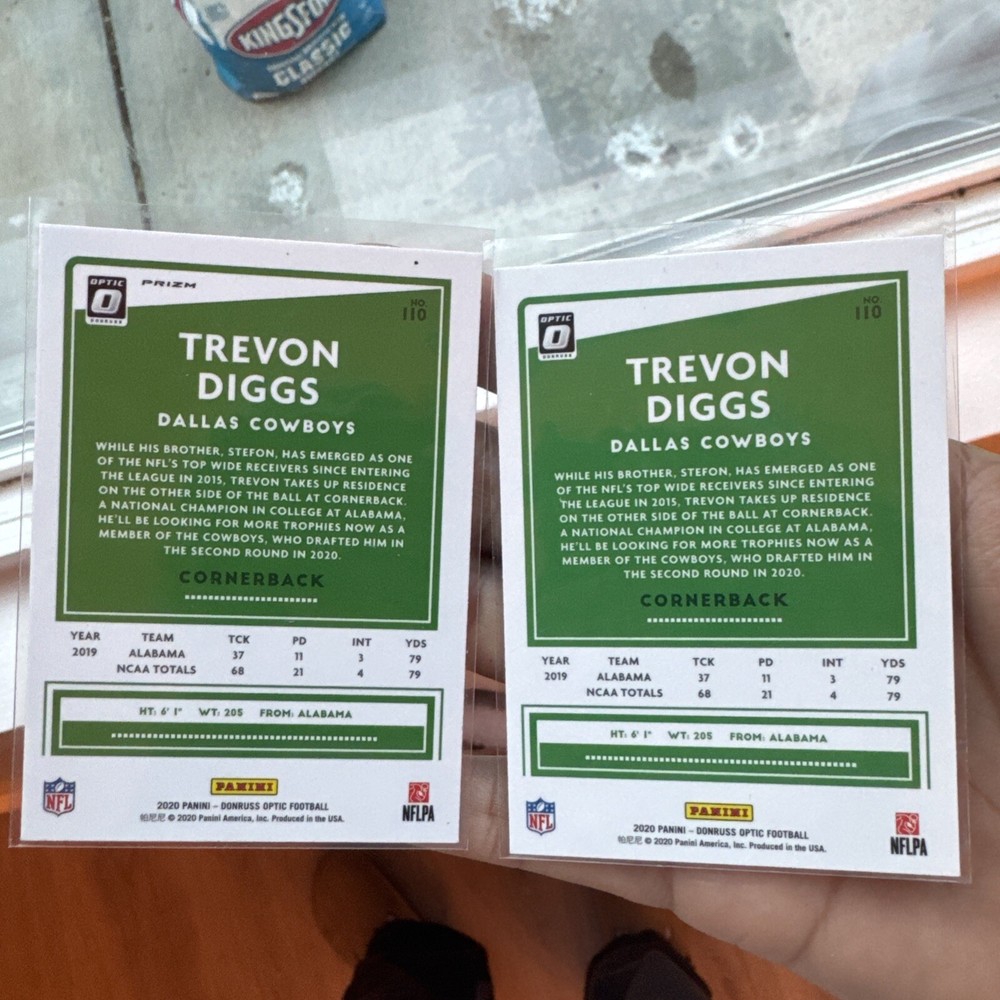 KINGSFORD
CLASSIC
OPTIC
PRIZM
DONRUSS
NO.
110
TREVON
DIGGS
DALLAS COWBOYS
WHILE HIS BROTHER, STEFON, HAS EMERGED AS ONE
OF THE NFL'S TOP WIDE RECEIVERS SINCE ENTERING
THE LEAGUE IN 2015, TREVON TAKES UP RESIDENCE
ON THE OTHER SIDE OF THE BALL AT CORNERBACK.
A NATIONAL CHAMPION IN COLLEGE AT ALABAMA,
HE'LL BE LOOKING FOR MORE TROPHIES NOW AS A
MEMBER OF THE COWBOYS, WHO DRAFTED HIM IN
THE SECOND ROUND IN 2020.
CORNERBACK
YEAR TEAM TCK PD INT YDS
2019 ALABAMA 37 11 3 79
NCAA TOTALS 68 21 4 79
HT: 6' 1" WT: 205 FROM: ALABAMA
NFL
PANINI
2020 PANINI – DONRUSS OPTIC FOOTBALL
帕尼尼 © 2020 Panini America, Inc. Produced in the USA.
NFLPA
OPTIC
DONRUSS
NO.
110
TREVON
DIGGS
DALLAS COWBOYS
WHILE HIS BROTHER, STEFON, HAS EMERGED AS ONE
OF THE NFL'S TOP WIDE RECEIVERS SINCE ENTERING
THE LEAGUE IN 2015, TREVON TAKES UP RESIDENCE
ON THE OTHER SIDE OF THE BALL AT CORNERBACK.
A NATIONAL CHAMPION IN COLLEGE AT ALABAMA,
HE'LL BE LOOKING FOR MORE TROPHIES NOW AS A
MEMBER OF THE COWBOYS, WHO DRAFTED HIM IN
THE SECOND ROUND IN 2020.
CORNERBACK
YEAR TEAM TCK PD INT YDS
2019 ALABAMA 37 11 3 79
NCAA TOTALS 68 21 4 79
HT: 6' 1" WT: 205 FROM: ALABAMA
NFL
PANINI
2020 PANINI – DONRUSS OPTIC FOOTBALL
帕尼尼 © 2020 Panini America, Inc. Produced in the USA.
NFLPA